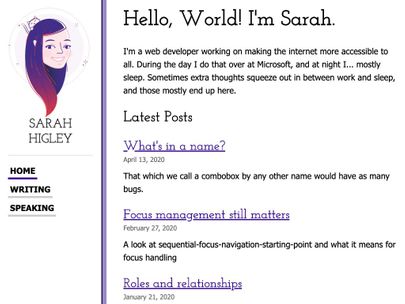 SARAH
HIGLEY
HOME
WRITING
SPEAKING
Hello, World! I'm Sarah.
I'm a web developer working on making the internet more accessible to
all. During the day I do that over at Microsoft, and at night I... mostly
sleep. Sometimes extra thoughts squeeze out in between work and sleep,
and those mostly end up here.
Latest Posts
What's in a name?
April 13, 2020
That which we call a combobox by any other name would have as many
bugs.
Focus management still matters
February 27, 2020
A look at sequential-focus-navigation-starting-point and what it means for
focus handling
Roles and relationships
January 21, 2020